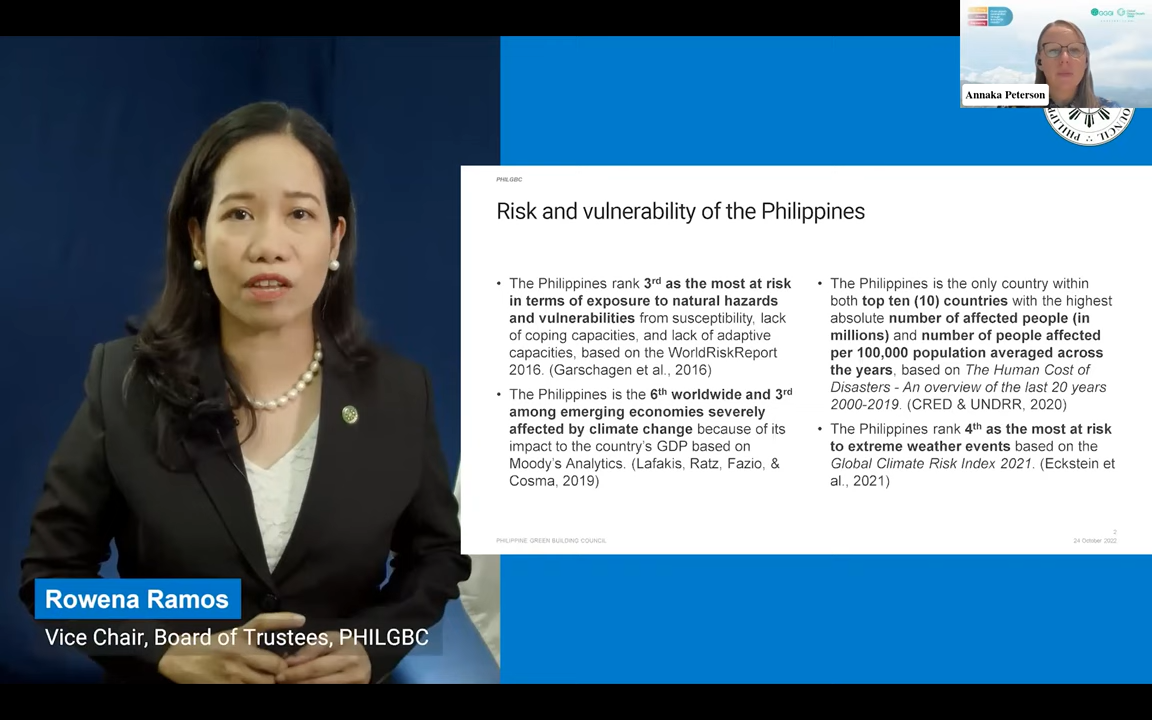 Annaka Peterson
PHILGBC
Risk and vulnerability of the Philippines
• The Philippines rank 3rd as the most at risk
in terms of exposure to natural hazards
and vulnerabilities from susceptibility, lack
of coping capacities, and lack of adaptive
capacities, based on the WorldRiskReport
2016. (Garschagen et al., 2016)
• The Philippines is the 6th worldwide and 3rd
among emerging economies severely
affected by climate change because of its
impact to the country's GDP based on
Moody's Analytics. (Lafakis, Ratz, Fazio, &
Cosma, 2019)
• The Philippines is the only country within
both top ten (10) countries with the highest
absolute number of affected people (in
millions) and number of people affected
per 100,000 population averaged across
the years, based on The Human Cost of
Disasters - An overview of the last 20 years
2000-2019. (CRED & UNDRR, 2020)
• The Philippines rank 4th as the most at risk
to extreme weather events based on the
Global Climate Risk Index 2021. (Eckstein et
al., 2021)
PHILIPPINE GREEN BUILDING COUNCIL
2
24 October 2022
Rowena Ramos
Vice Chair, Board of Trustees, PHILGBC